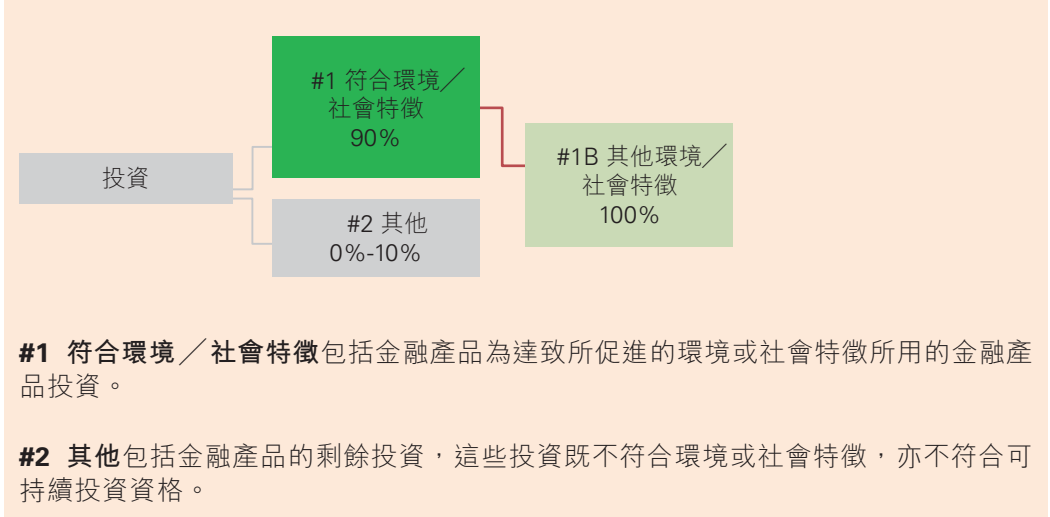 #1 符合環境／
社會特徵
90%
投資
#1B 其他環境／
社會特徵
100%
#2 其他
0%-10%
#1 符合環境／社會特徵包括金融產品為達致所促進的環境或社會特徵所用的金融產
品投資。
#2 其他包括金融產品的剩餘投資，這些投資既不符合環境或社會特徵，亦不符合可
持續投資資格。